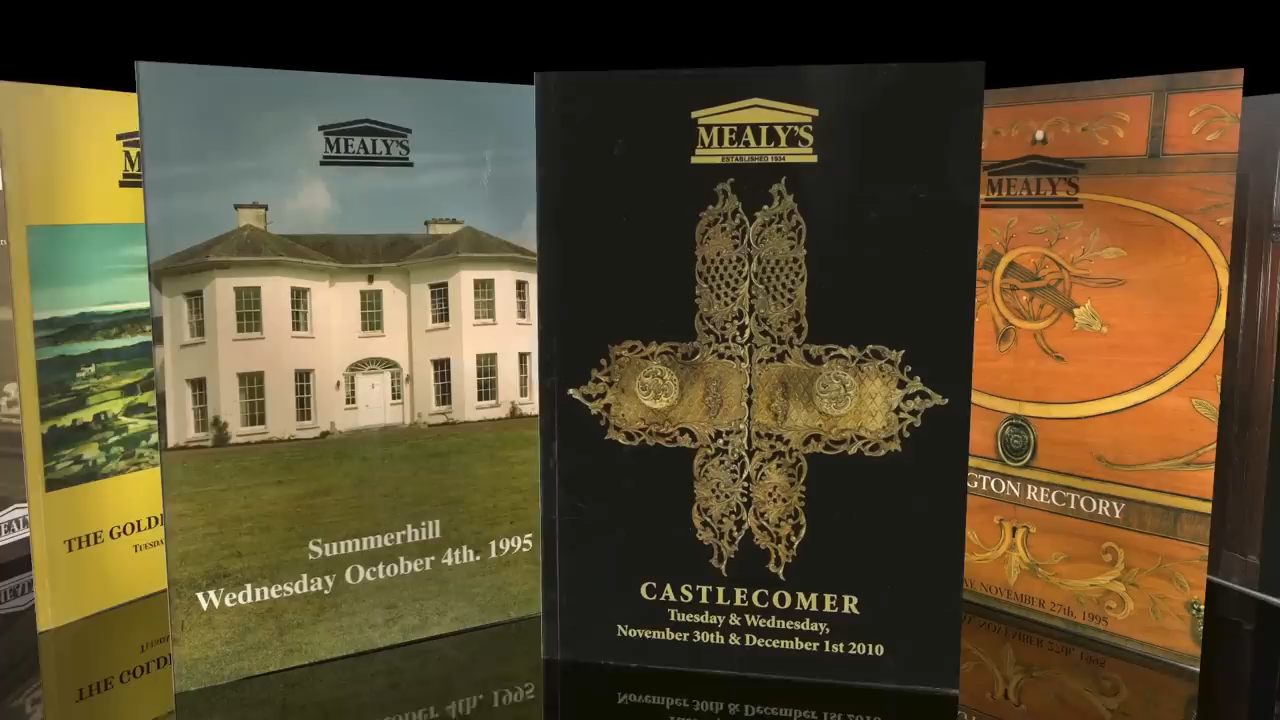 THE GOLD
MEALY'S
Summerhill
Wednesday October 4th. 1995
MEALY'S
ESTABLISHED 1934
CASTLECOMER
Tuesday & Wednesday,
November 30th & December 1st 2010
MEALY'S
GTON RECTORY
NOVEMBER 27th, 1995